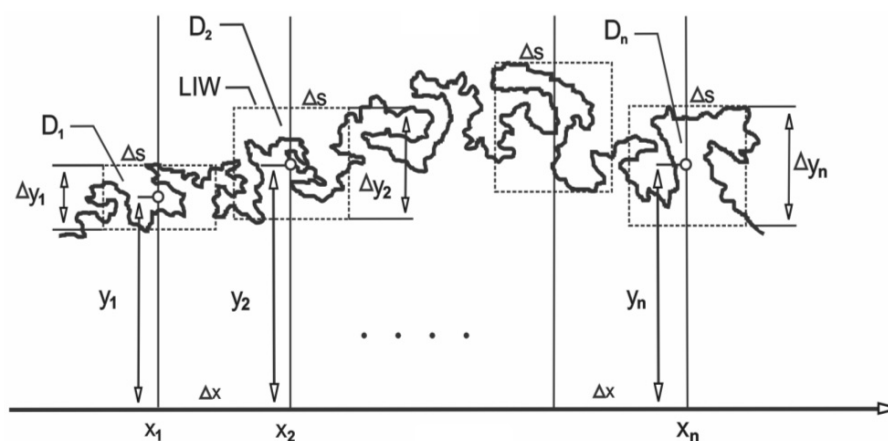 D₂
Dₙ
Δs
LIW
Δs
Δs
D₁
Δs
Δy₁
Δy₂
Δyₙ
y₁
y₂
yₙ
. . . .
Δx
Δx
x₁
x₂
xₙ